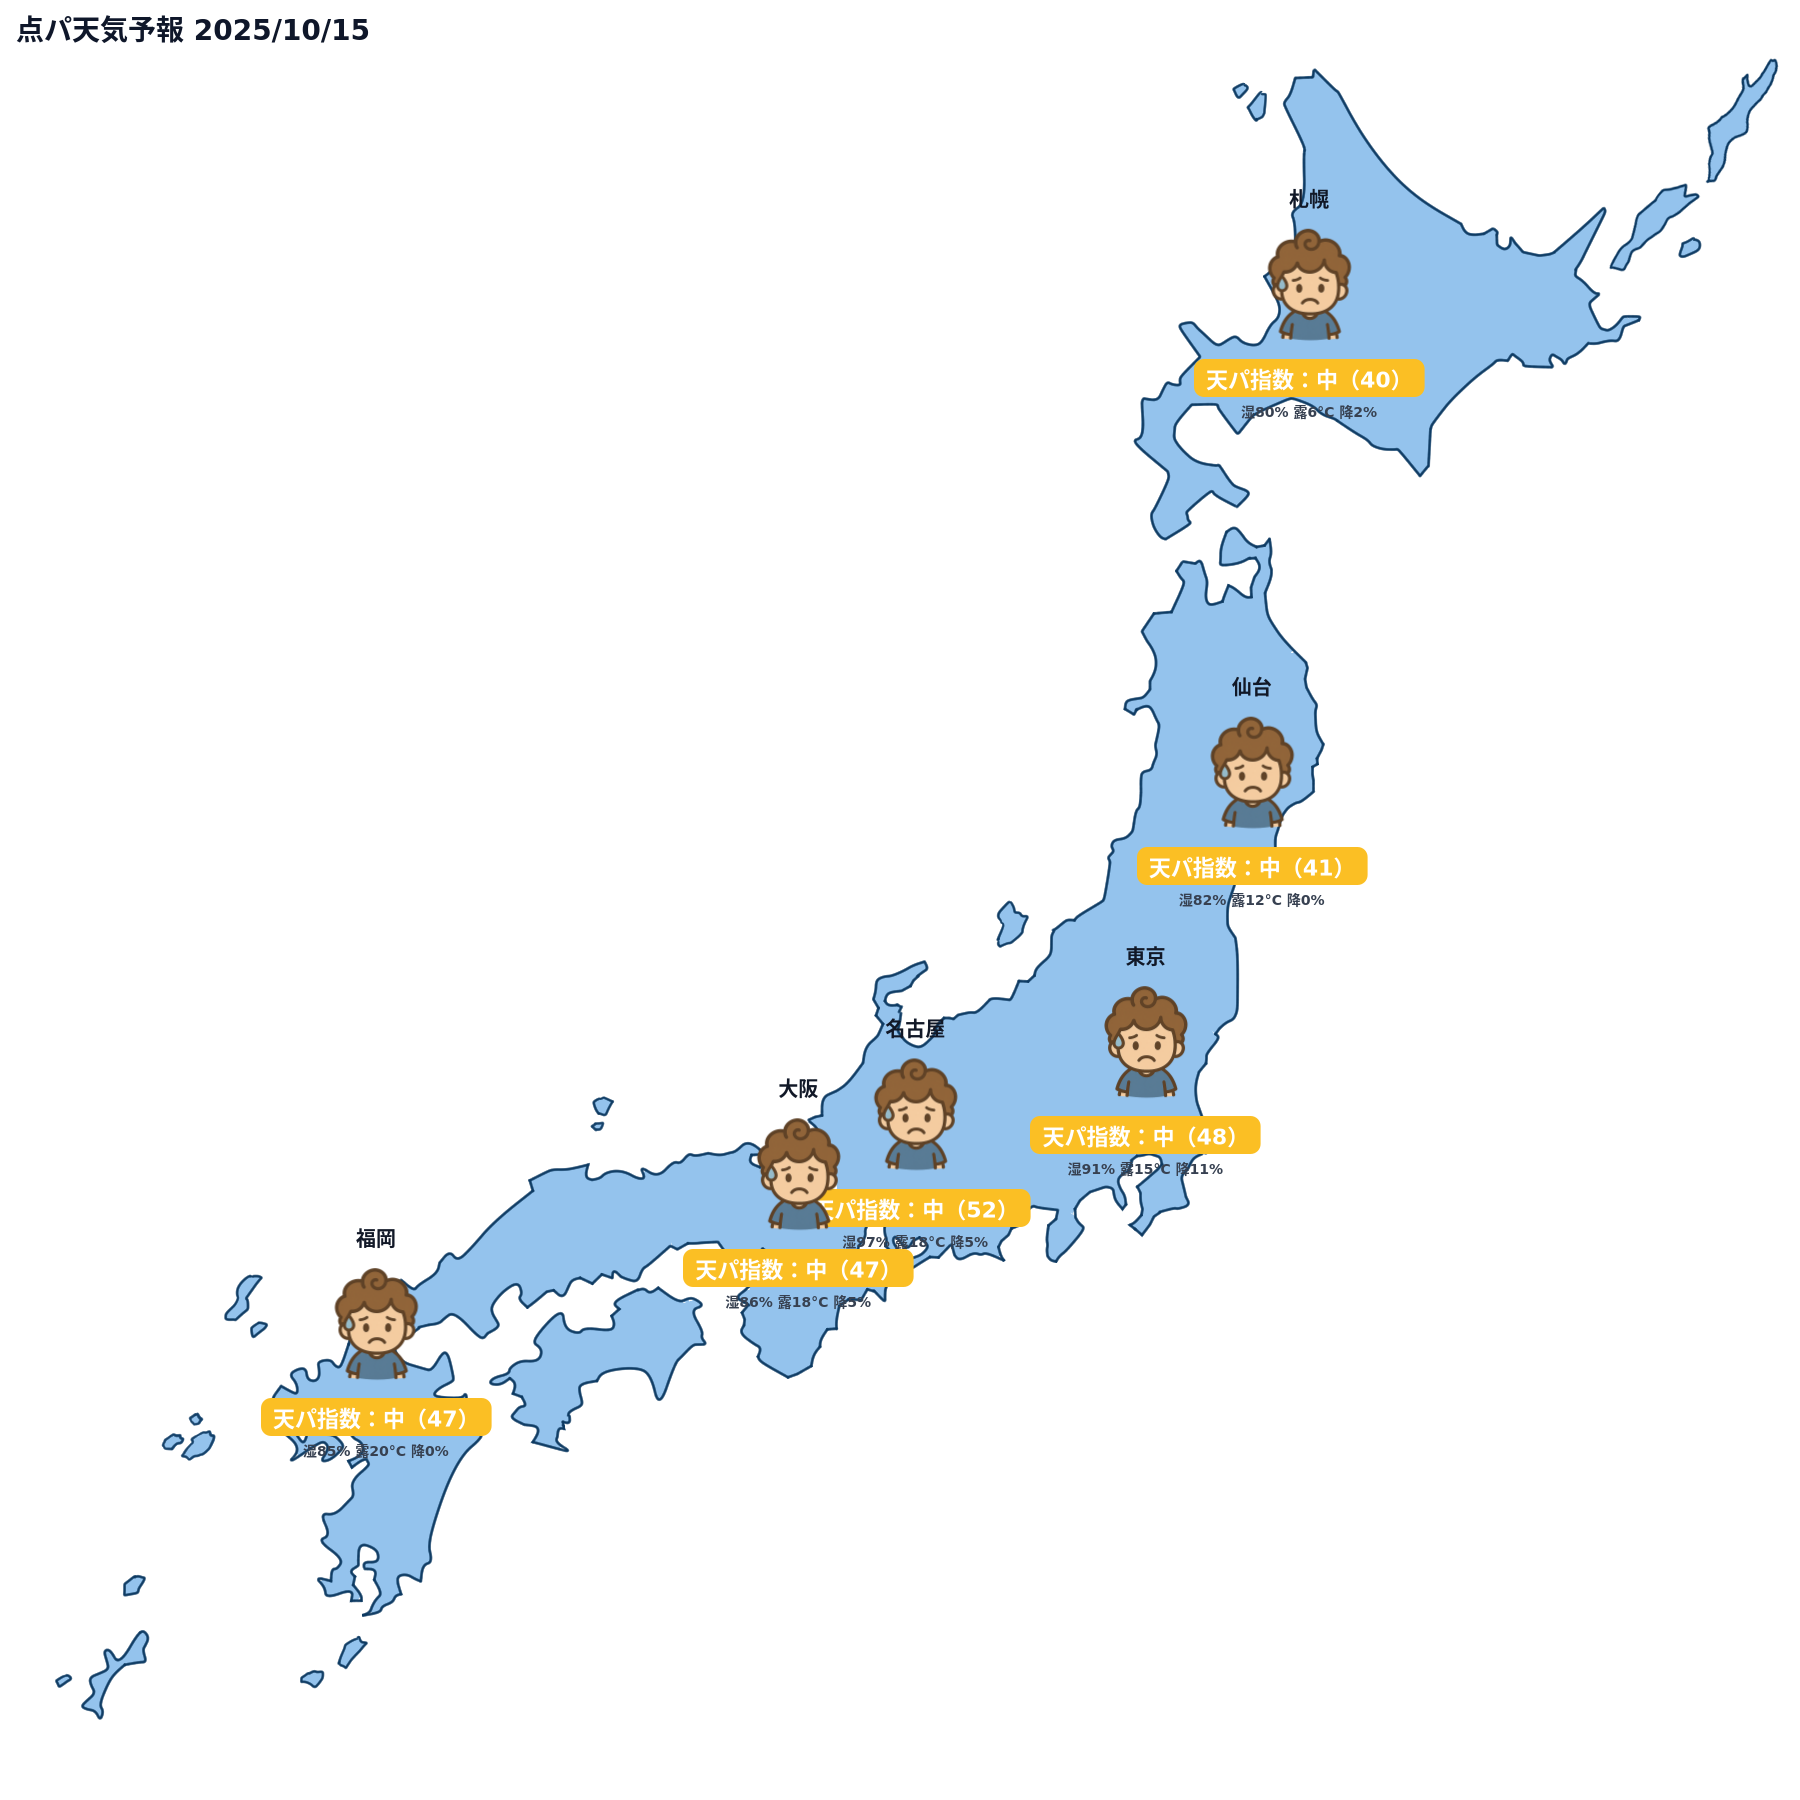 点パ天気予報 2025/10/15
札幌
天パ指数：中（40）
湿80% 露6°C 降2%
仙台
天パ指数：中（41）
湿82% 露12°C 降0%
東京
天パ指数：中（48）
湿91% 露15°C 降11%
名古屋
パ指数：中（52）
湿97% 露18°C 降5%
大阪
天パ指数：中（47）
湿86% 露18°C 降5%
福岡
天パ指数：中（47）
湿85% 露20°C 降0%